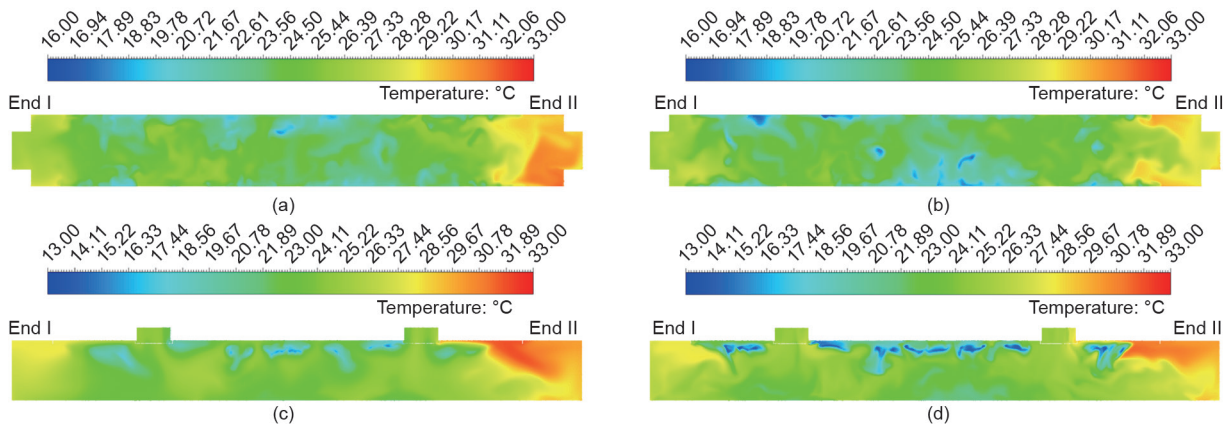 16.00 16.94 17.89 18.83 19.78 20.72 21.67 22.61 23.56 24.50 25.44 26.39 27.33 28.28 29.22 30.17 31.11 32.06 33.00
Temperature: °C
End I End II
(a)
16.00 16.94 17.89 18.83 19.78 20.72 21.67 22.61 23.56 24.50 25.44 26.39 27.33 28.28 29.22 30.17 31.11 32.06 33.00
Temperature: °C
End I End II
(b)
13.00 14.11 15.22 16.33 17.44 18.56 19.67 20.78 21.89 23.00 24.11 25.22 26.33 27.44 28.56 29.67 30.78 31.89 33.00
Temperature: °C
End I End II
(c)
13.00 14.11 15.22 16.33 17.44 18.56 19.67 20.78 21.89 23.00 24.11 25.22 26.33 27.44 28.56 29.67 30.78 31.89 33.00
Temperature: °C
End I End II
(d)